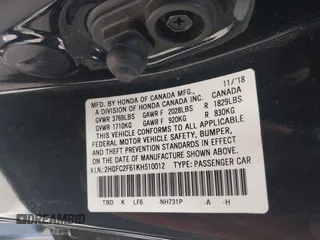 MFD. BY HONDA OF CANADA MFG., 11/'18
A DIVISION OF HONDA CANADA INC. CANADA
GVWR 3769LBS GAWR F 2028LBS R 1829LBS
GVWR 1710KG GAWR F 920KG R 830KG
THIS VEHICLE CONFORMS TO ALL APPLICABLE
FEDERAL MOTOR VEHICLE SAFETY, BUMPER,
AND THEFT PREVENTION STANDARDS IN EFFECT
ON THE DATE OF MANUFACTURE SHOWN ABOVE.
V.I.N.: 2HGFC2F61KH510012 TYPE: PASSENGER CAR
TBD K LF6 NH731P -A -H
DREAMBID